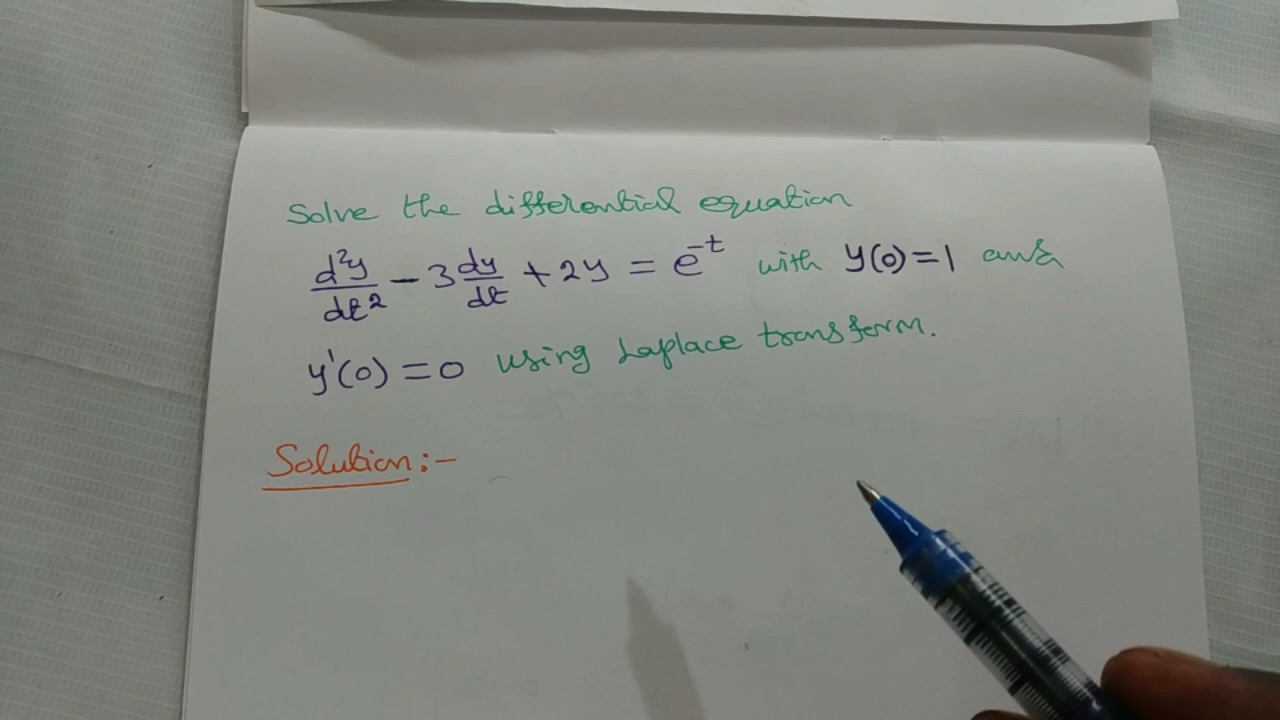 Solve the differential equation
d²y/dt² - 3 dy/dt + 2y = e^-t with y(0)=1 and
y'(0)=0 using Laplace transform.
Solution:-